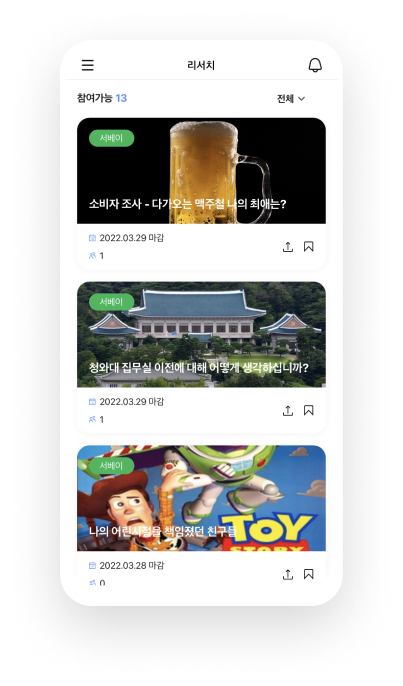 리서치
참여가능 13
전체
서베이
소비자 조사 - 다가오는 맥주철 나의 최애는?
2022.03.29 마감
1
서베이
청와대 집무실 이전에 대해 어떻게 생각하십니까?
2022.03.29 마감
1
서베이
나의 어린시절을 책임졌던 친구들
TOY
STORY
2022.03.28 마감
0